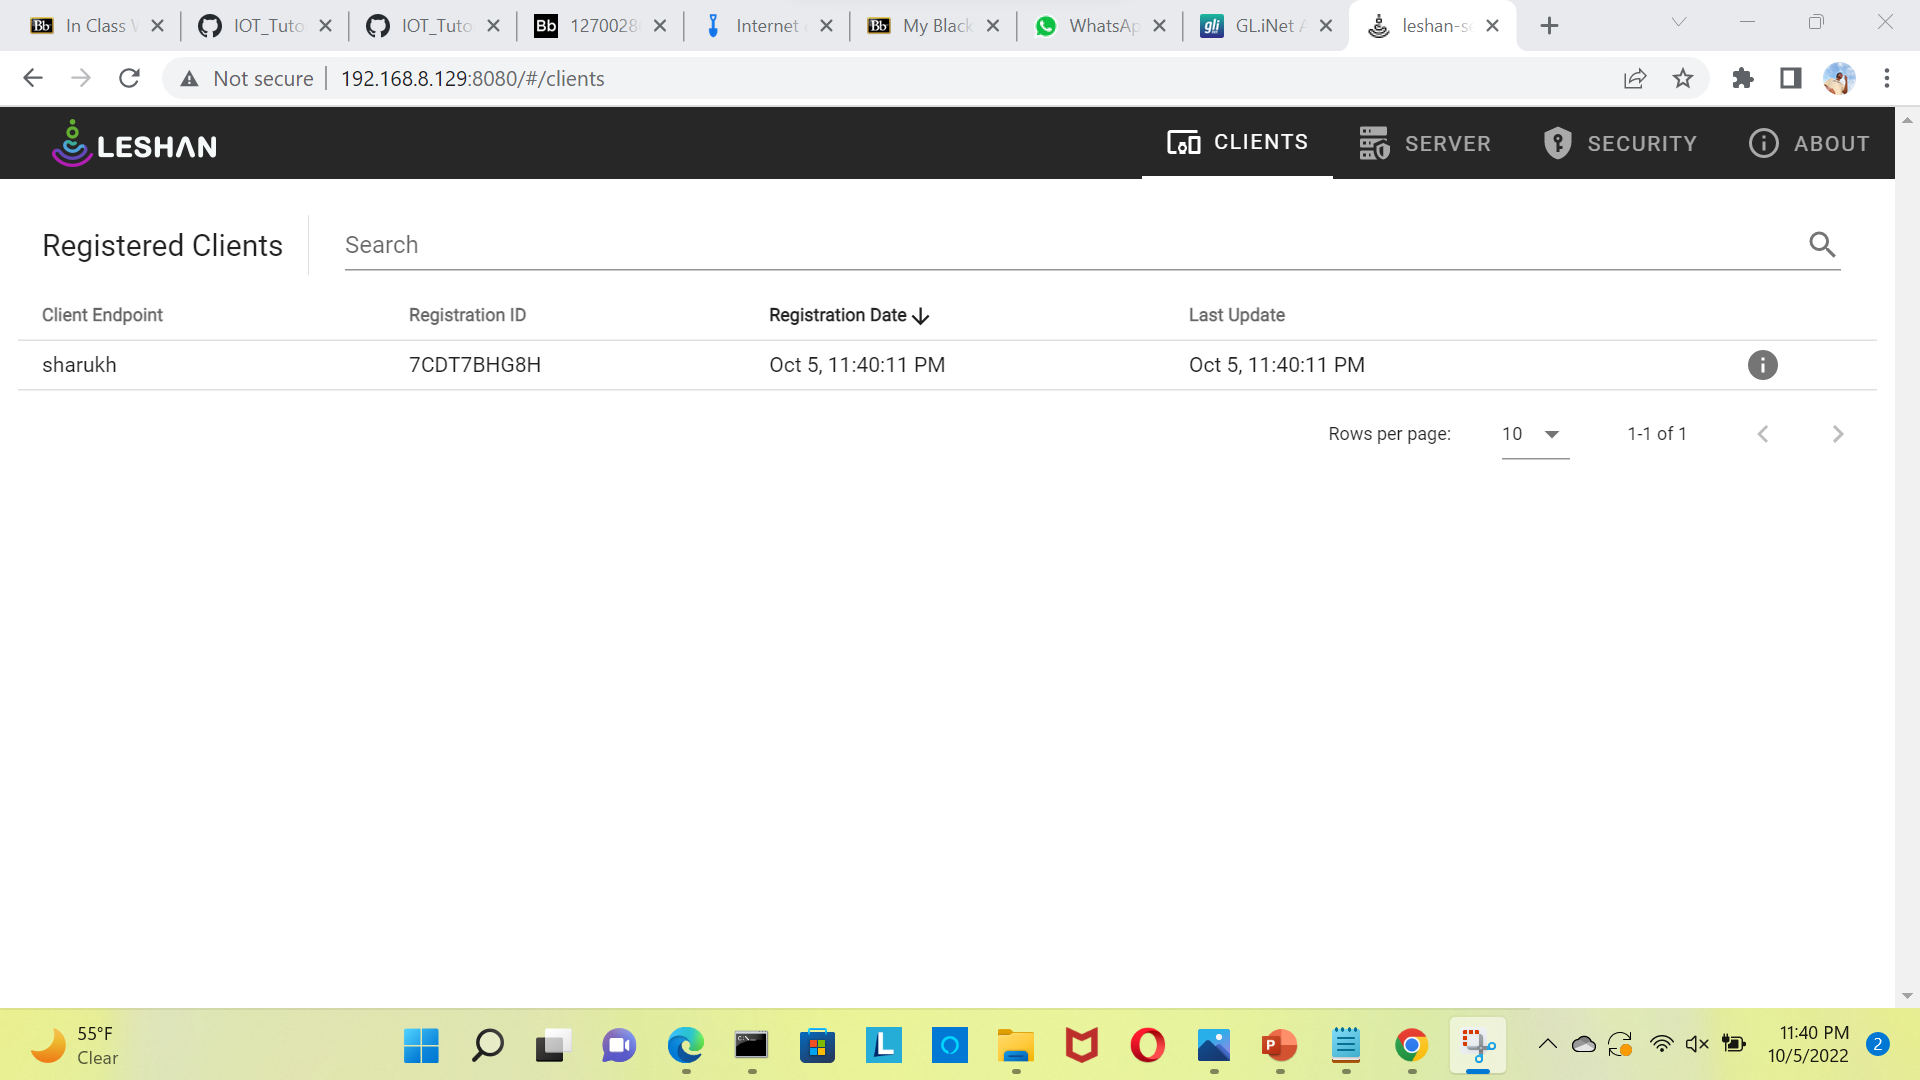 In Class W
IOT_Tuto
IOT_Tuto
Bb
Internet
My Black
WhatsAp
GL.iNet A
leshan-se
Not secure
192.168.8.129:8080/#/clients
LESHAN
CLIENTS
SERVER
SECURITY
ABOUT
Registered Clients
Search
Client Endpoint
Registration ID
Registration Date
Last Update
sharukh
7CDT7BHG8H
Oct 5, 11:40:11 PM
Oct 5, 11:40:11 PM
Rows per page:
10
1-1 of 1
55°F
Clear
11:40 PM
10/5/2022
2